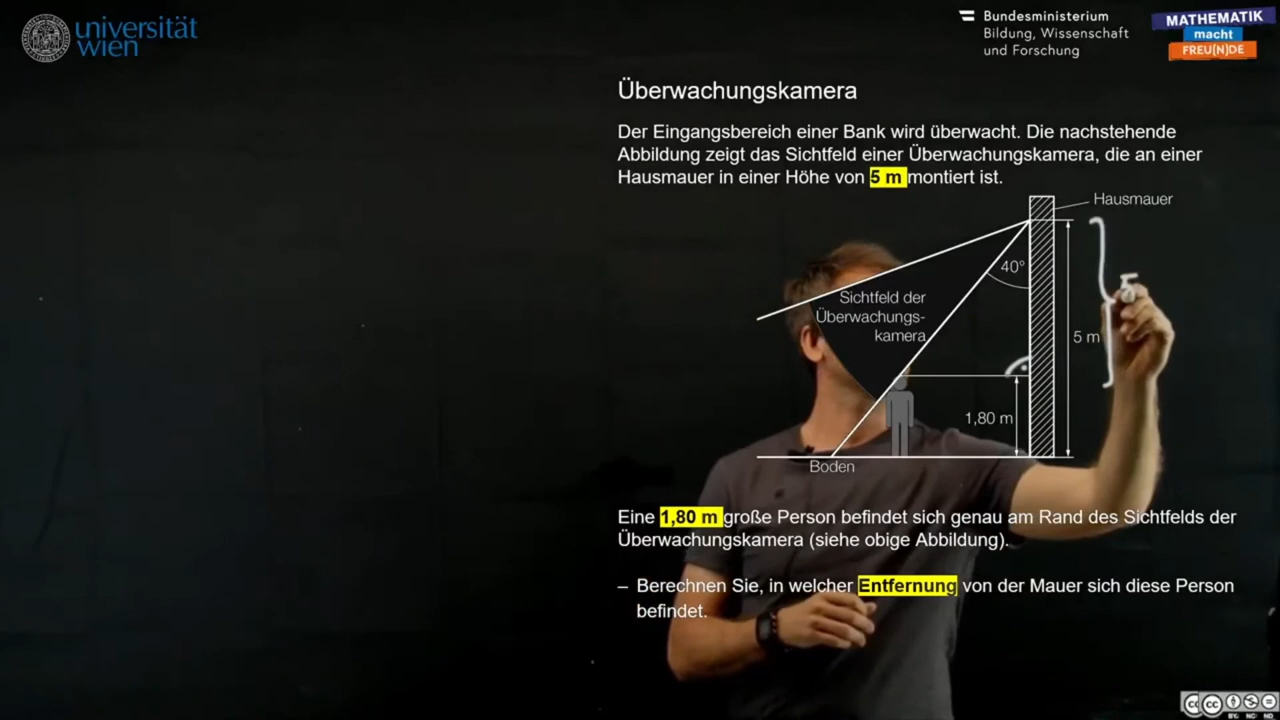 universität
wien
Bundesministerium
Bildung, Wissenschaft
und Forschung
MATHEMATIK
macht
FREU(N)DE
Überwachungskamera
Der Eingangsbereich einer Bank wird überwacht. Die nachstehende
Abbildung zeigt das Sichtfeld einer Überwachungskamera, die an einer
Hausmauer in einer Höhe von 5 m montiert ist.
Hausmauer
40°
Sichtfeld der
Überwachungs-
kamera
5 m
1,80 m
Boden
Eine 1,80 m große Person befindet sich genau am Rand des Sichtfelds der
Überwachungskamera (siehe obige Abbildung).
– Berechnen Sie, in welcher Entfernung von der Mauer sich diese Person
befindet.
cc
BY NC ND